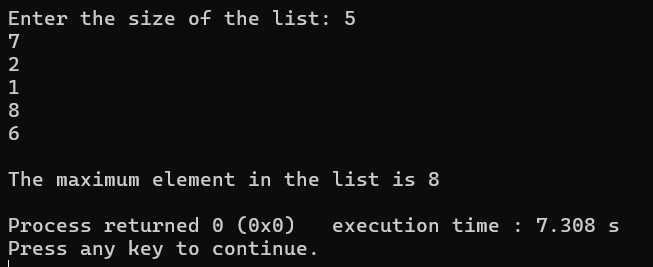 Enter the size of the list: 5
7
2
1
8
6
The maximum element in the list is 8
Process returned 0 (0x0)   execution time : 7.308 s
Press any key to continue.